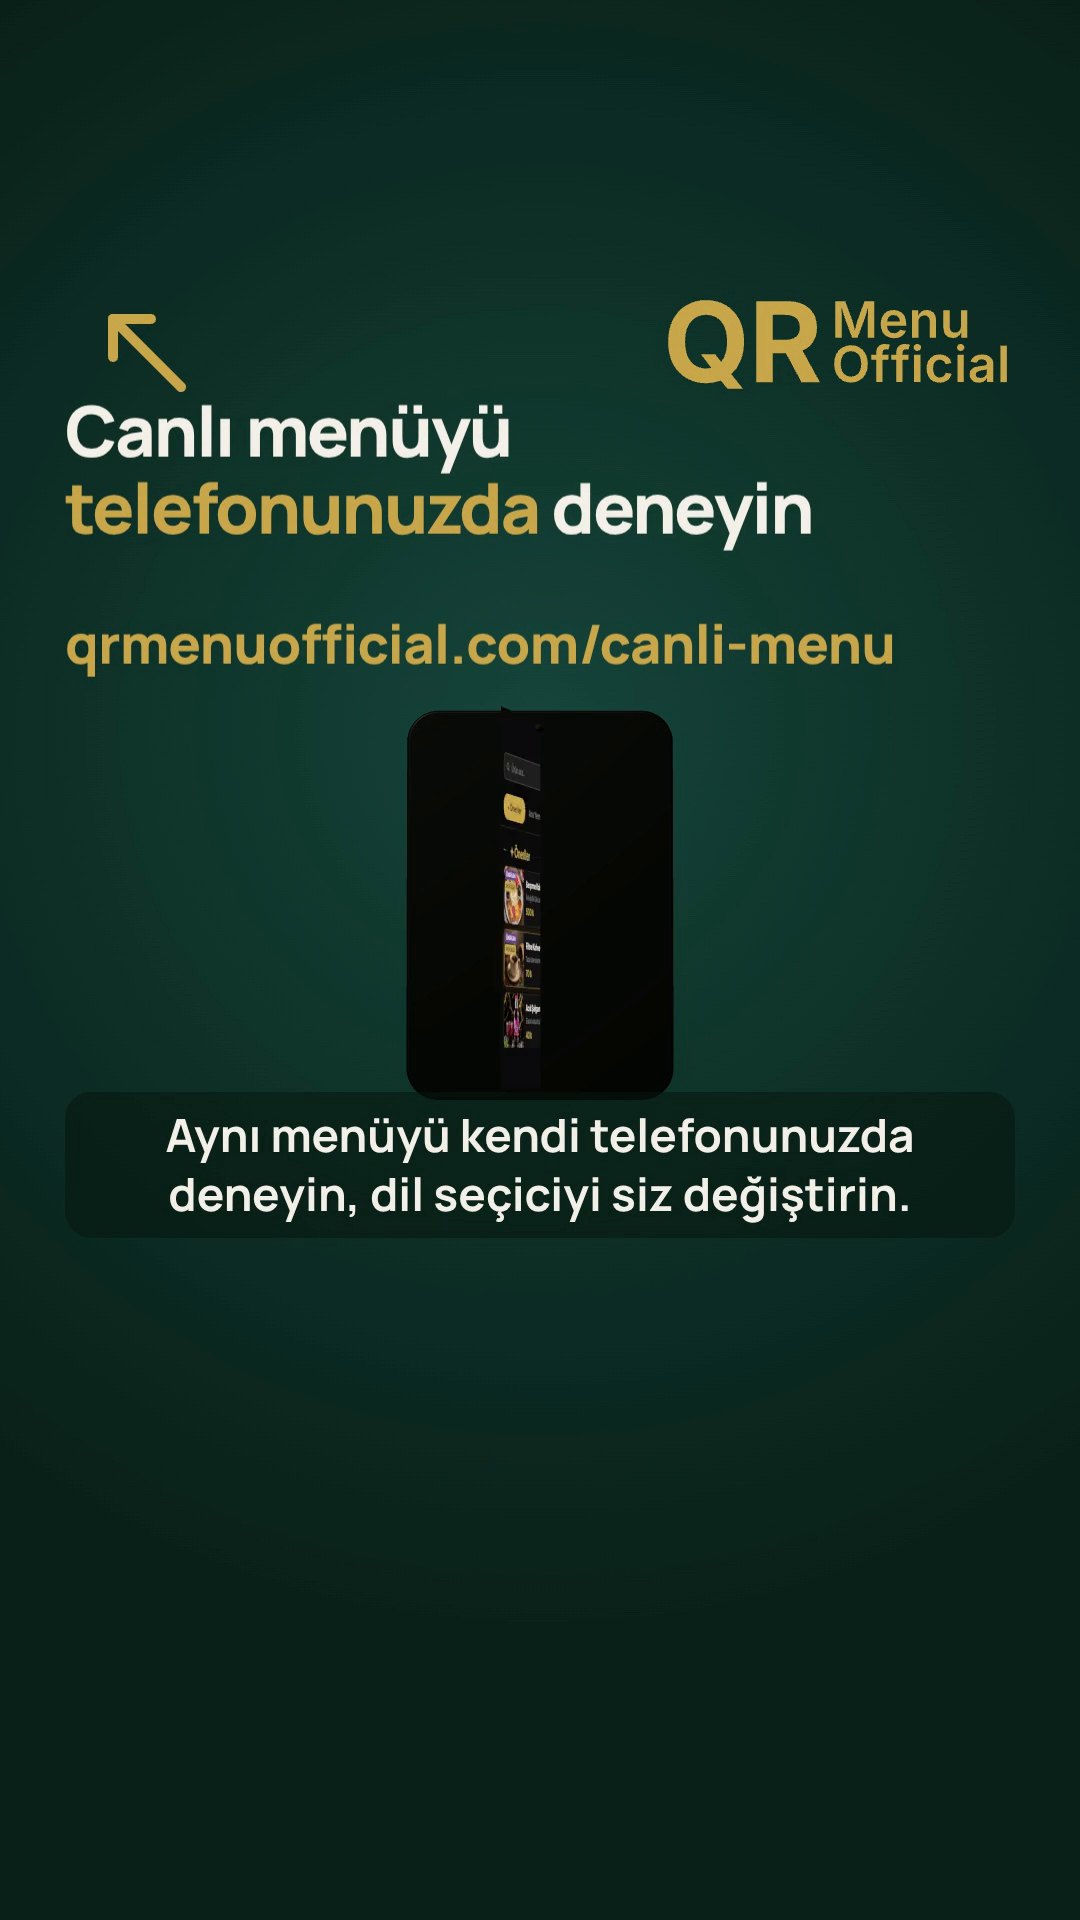 QR Menu
Official
Canlı menüyü
telefonunuzda deneyin
qrmenuofficial.com/canli-menu
Öneriler
Aynı menüyü kendi telefonunuzda
deneyin, dil seçiciyi siz değiştirin.